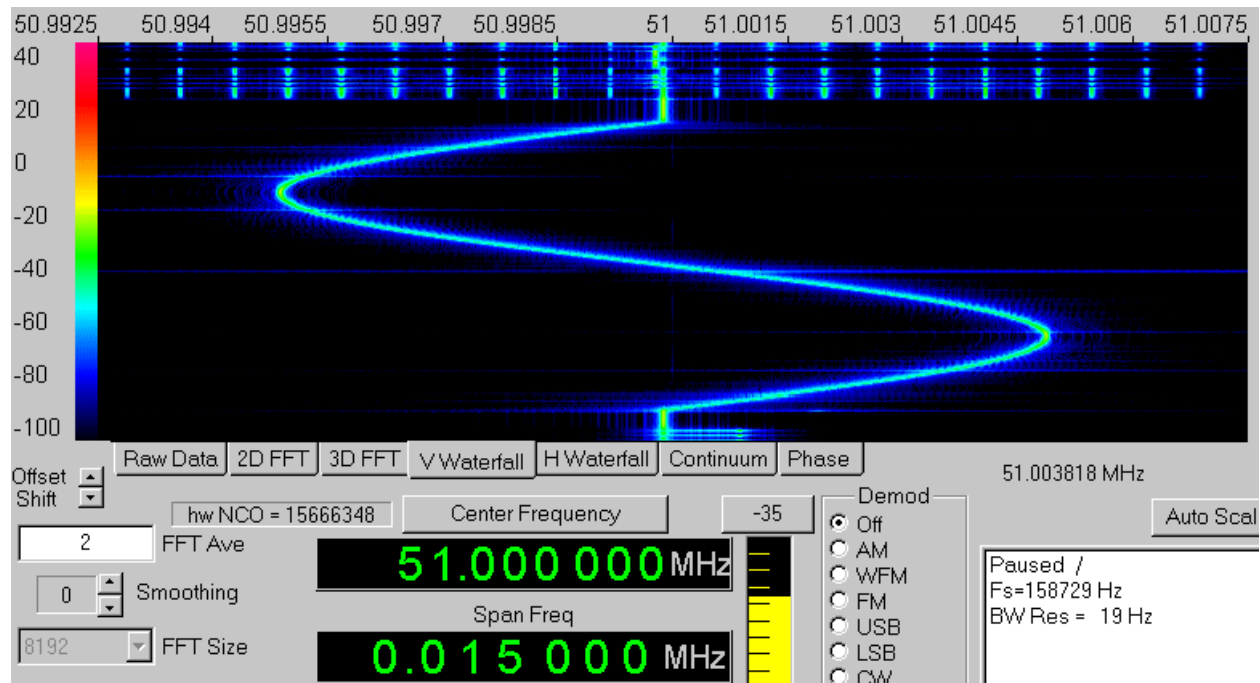 50.9925 50.994 50.9955 50.997 50.9985 51 51.0015 51.003 51.0045 51.006 51.0075
40
20
0
-20
-40
-60
-80
-100
Raw Data 2D FFT 3D FFT V Waterfall H Waterfall Continuum Phase
Offset
Shift
51.003818 MHz
hw NCO = 15666348 Center Frequency -35 Demod
Off
Auto Scal
2 FFT Ave
51.000 000 MHz
AM
WFM
FM
USB
LSB
CW
Paused /
Fs=158729 Hz
BW Res = 19 Hz
0 Smoothing
Span Freq
8192 FFT Size
0.015 000 MHz